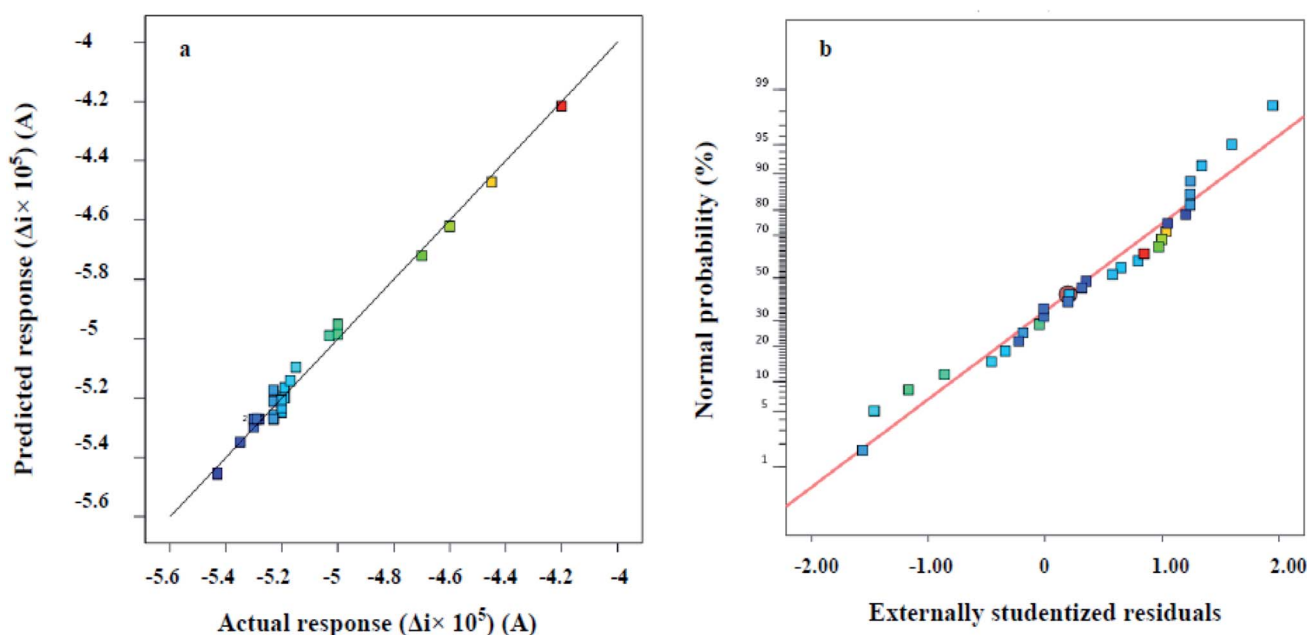 a
Predicted response (Δi× 10⁵) (A)
-4
-4.2
-4.4
-4.6
-4.8
-5
-5.2
-5.4
-5.6
2
-5.6 -5.4 -5.2 -5 -4.8 -4.6 -4.4 -4.2 -4
Actual response (Δi× 10⁵) (A)
b
Normal probability (%)
99
95
90
80
70
50
30
20
10
5
1
-2.00 -1.00 0 1.00 2.00
Externally studentized residuals